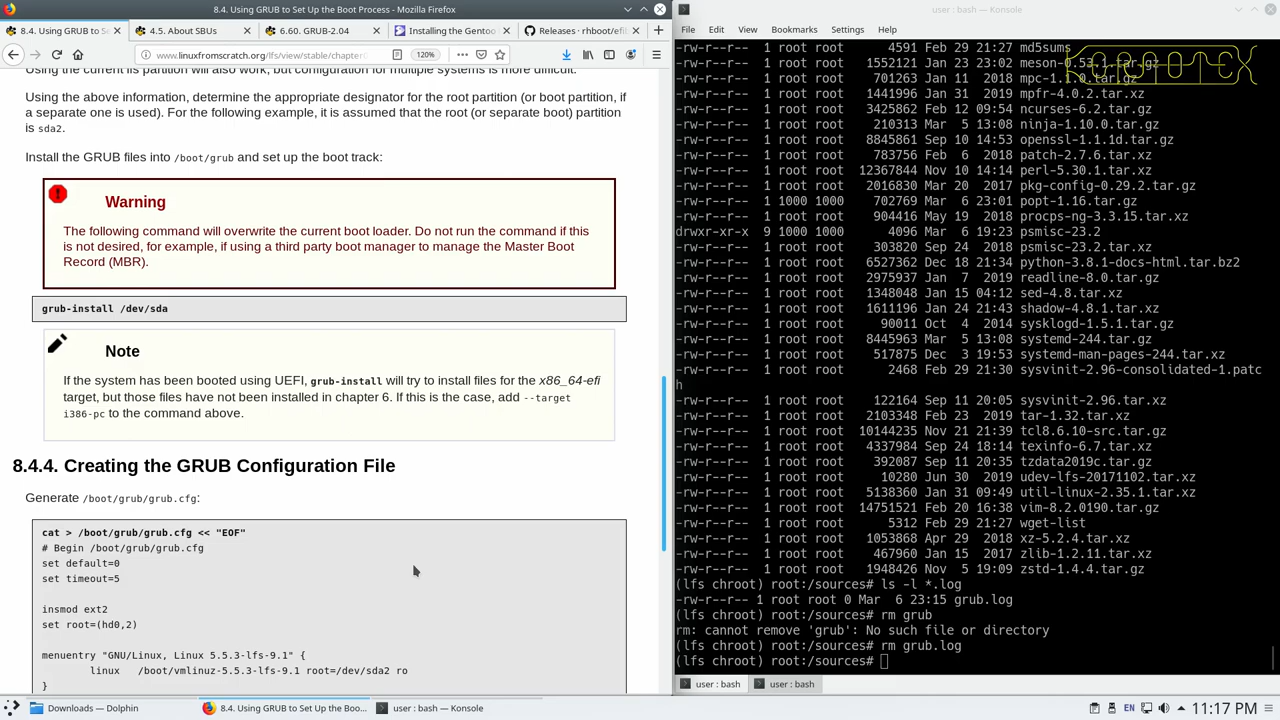 8.4. Using GRUB to Set Up the Boot Process - Mozilla Firefox
8.4. Using GRUB to S
4.5. About SBUs
6.60. GRUB-2.04
Installing the Gentoo
Releases · rhboot/ef
www.linuxfromscratch.org/lfs/view/stable/chapter
120%
Using the current lfs partition will also work, but configuration for multiple systems is more difficult.
Using the above information, determine the appropriate designator for the root partition (or boot partition, if
a separate one is used). For the following example, it is assumed that the root (or separate boot) partition
is sda2.
Install the GRUB files into /boot/grub and set up the boot track:
Warning
The following command will overwrite the current boot loader. Do not run the command if this
is not desired, for example, if using a third party boot manager to manage the Master Boot
Record (MBR).
grub-install /dev/sda
Note
If the system has been booted using UEFI, grub-install will try to install files for the x86_64-efi
target, but those files have not been installed in chapter 6. If this is the case, add --target
i386-pc to the command above.
8.4.4. Creating the GRUB Configuration File
Generate /boot/grub/grub.cfg:
cat > /boot/grub/grub.cfg << "EOF"
# Begin /boot/grub/grub.cfg
set default=0
set timeout=5
insmod ext2
set root=(hd0,2)
menuentry "GNU/Linux, Linux 5.5.3-lfs-9.1" {
linux /boot/vmlinuz-5.5.3-lfs-9.1 root=/dev/sda2 ro
}
user : bash — Konsole
File Edit View Bookmarks Settings Help
-rw-r--r-- 1 root root 4591 Feb 29 21:27 md5sums
-rw-r--r-- 1 root root 1552121 Jan 23 23:02 meson-0.53.1.tar.gz
-rw-r--r-- 1 root root 701263 Jan 11 2018 mpc-1.1.0.tar.gz
-rw-r--r-- 1 root root 1441996 Jan 31 2019 mpfr-4.0.2.tar.xz
-rw-r--r-- 1 root root 3425862 Feb 12 09:54 ncurses-6.2.tar.gz
-rw-r--r-- 1 root root 210313 Mar 5 13:08 ninja-1.10.0.tar.gz
-rw-r--r-- 1 root root 8845861 Sep 10 14:53 openssl-1.1.1d.tar.gz
-rw-r--r-- 1 root root 783756 Feb 6 2018 patch-2.7.6.tar.xz
-rw-r--r-- 1 root root 12367844 Nov 10 14:14 perl-5.30.1.tar.xz
-rw-r--r-- 1 root root 2016830 Mar 20 2017 pkg-config-0.29.2.tar.gz
-rw-r--r-- 1 1000 1000 702769 Mar 6 23:01 popt-1.16.tar.gz
-rw-r--r-- 1 root root 904416 May 19 2018 procps-ng-3.3.15.tar.xz
drwxr-xr-x 9 1000 1000 4096 Mar 6 19:23 psmisc-23.2
-rw-r--r-- 1 root root 303820 Sep 24 2018 psmisc-23.2.tar.xz
-rw-r--r-- 1 root root 6527362 Dec 18 21:34 python-3.8.1-docs-html.tar.bz2
-rw-r--r-- 1 root root 2975937 Jan 7 2019 readline-8.0.tar.gz
-rw-r--r-- 1 root root 1348048 Jan 15 04:12 sed-4.8.tar.xz
-rw-r--r-- 1 root root 1611196 Jan 24 21:43 shadow-4.8.1.tar.xz
-rw-r--r-- 1 root root 90011 Oct 4 2014 sysklogd-1.5.1.tar.gz
-rw-r--r-- 1 root root 8445963 Mar 5 13:08 systemd-244.tar.gz
-rw-r--r-- 1 root root 517875 Dec 3 19:53 systemd-man-pages-244.tar.xz
-rw-r--r-- 1 root root 2468 Feb 29 21:30 sysvinit-2.96-consolidated-1.patc
h
-rw-r--r-- 1 root root 122164 Sep 11 20:05 sysvinit-2.96.tar.xz
-rw-r--r-- 1 root root 2103348 Feb 23 2019 tar-1.32.tar.xz
-rw-r--r-- 1 root root 10144235 Nov 21 21:39 tcl8.6.10-src.tar.gz
-rw-r--r-- 1 root root 4337984 Sep 24 18:14 texinfo-6.7.tar.xz
-rw-r--r-- 1 root root 392087 Sep 11 20:35 tzdata2019c.tar.gz
-rw-r--r-- 1 root root 10280 Jun 30 2019 udev-lfs-20171102.tar.xz
-rw-r--r-- 1 root root 5138360 Jan 31 09:49 util-linux-2.35.1.tar.xz
-rw-r--r-- 1 root root 14751521 Feb 20 16:38 vim-8.2.0190.tar.gz
-rw-r--r-- 1 root root 5312 Feb 29 21:27 wget-list
-rw-r--r-- 1 root root 1053868 Apr 29 2018 xz-5.2.4.tar.xz
-rw-r--r-- 1 root root 467960 Jan 15 2017 zlib-1.2.11.tar.xz
-rw-r--r-- 1 root root 1948426 Nov 5 19:09 zstd-1.4.4.tar.gz
(lfs chroot) root:/sources# ls -l *.log
-rw-r--r-- 1 root root 0 Mar 6 23:15 grub.log
(lfs chroot) root:/sources# rm grub
rm: cannot remove 'grub': No such file or directory
(lfs chroot) root:/sources# rm grub.log
(lfs chroot) root:/sources#
user : bash
user : bash
Downloads — Dolphin
8.4. Using GRUB to Set Up the Boo...
user : bash — Konsole
EN
11:17 PM